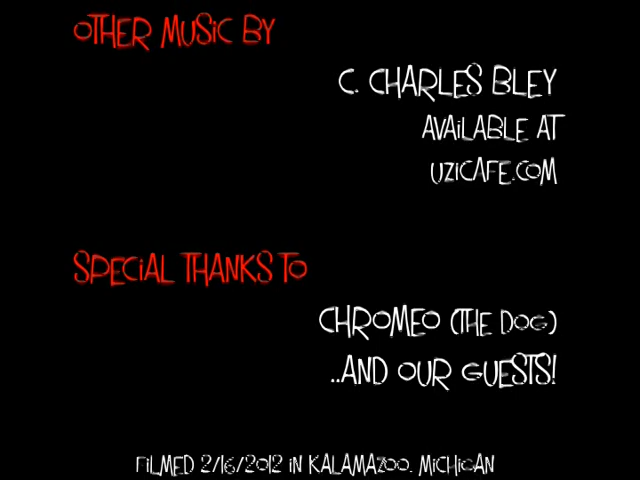 OTHER MUSIC BY
C. CHARLES BLEY
AVAILABLE AT
UZICAFE.COM
SPECIAL THANKS TO
CHROMEO (THE DOG)
..AND OUR GUESTS!
FILMED 2/16/2012 IN KALAMAZOO, MICHIGAN